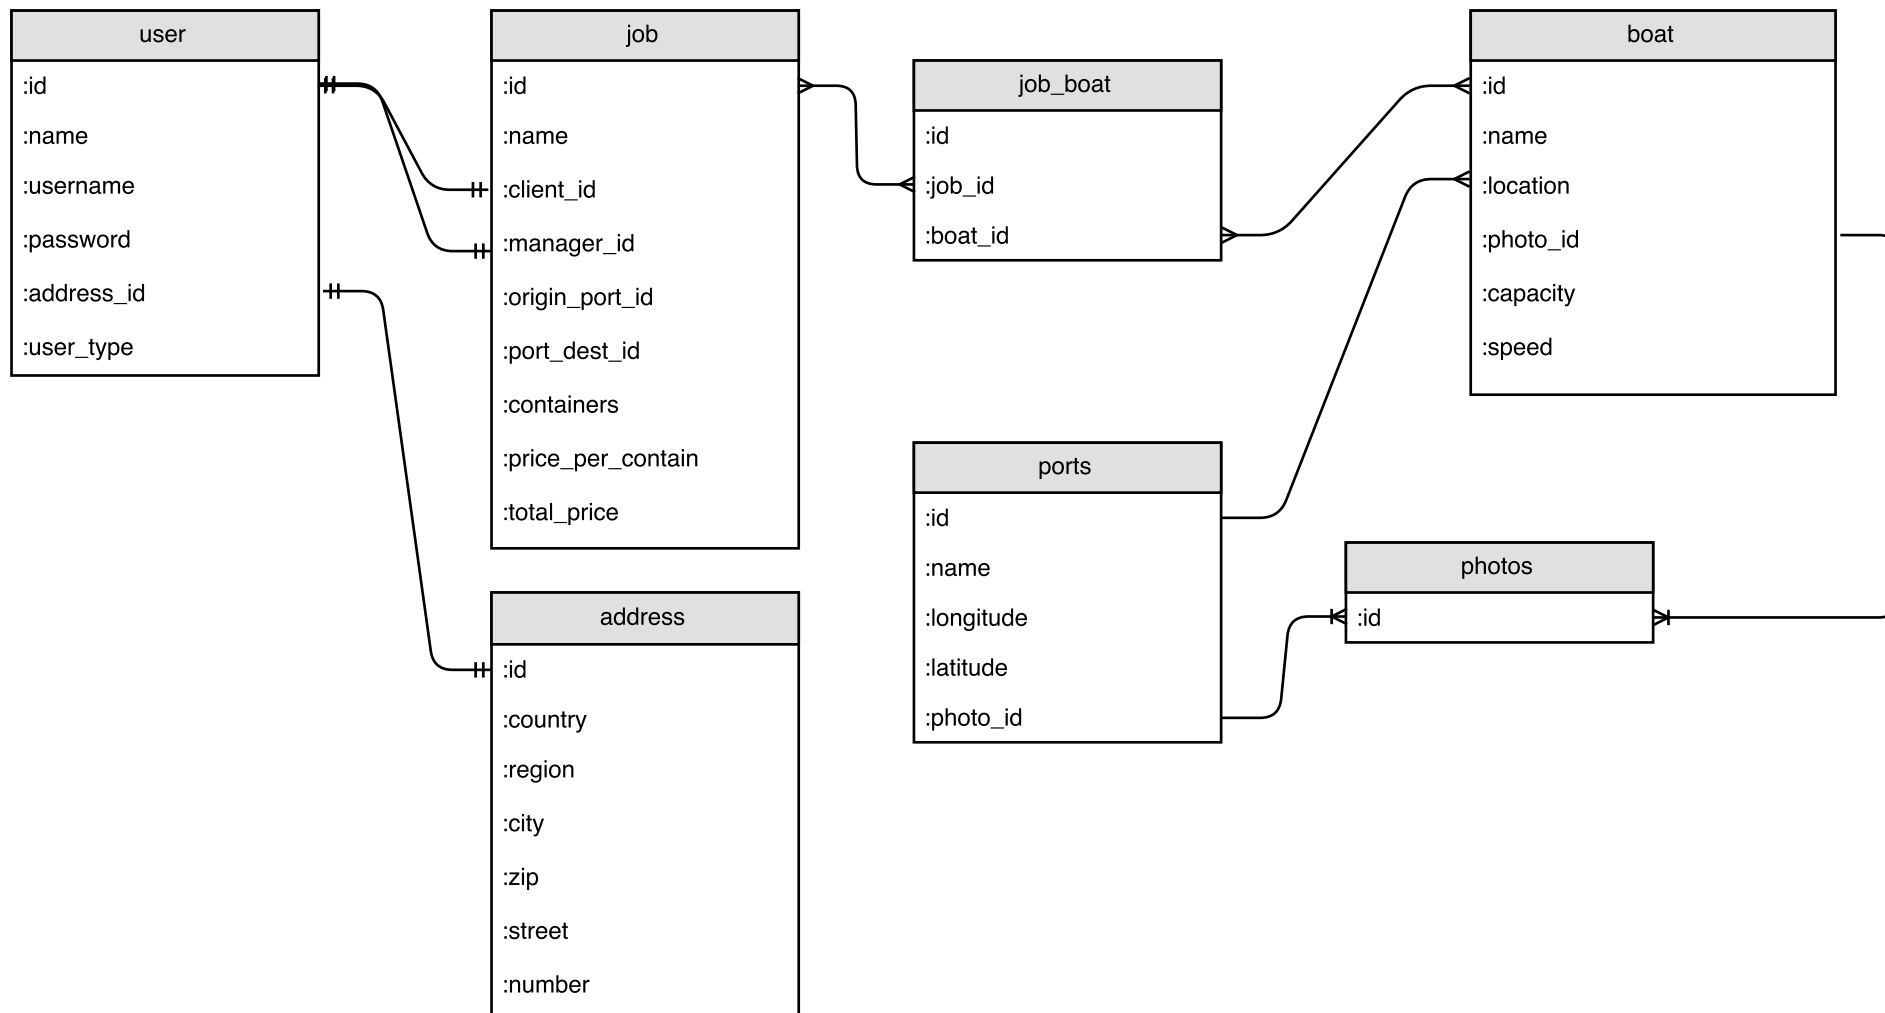 user
:id
:name
:username
:password
:address_id
:user_type
job
:id
:name
:client_id
:manager_id
:origin_port_id
:port_dest_id
:containers
:price_per_contain
:total_price
address
:id
:country
:region
:city
:zip
:street
:number
job_boat
:id
:job_id
:boat_id
ports
:id
:name
:longitude
:latitude
:photo_id
boat
:id
:name
:location
:photo_id
:capacity
:speed
photos
:id